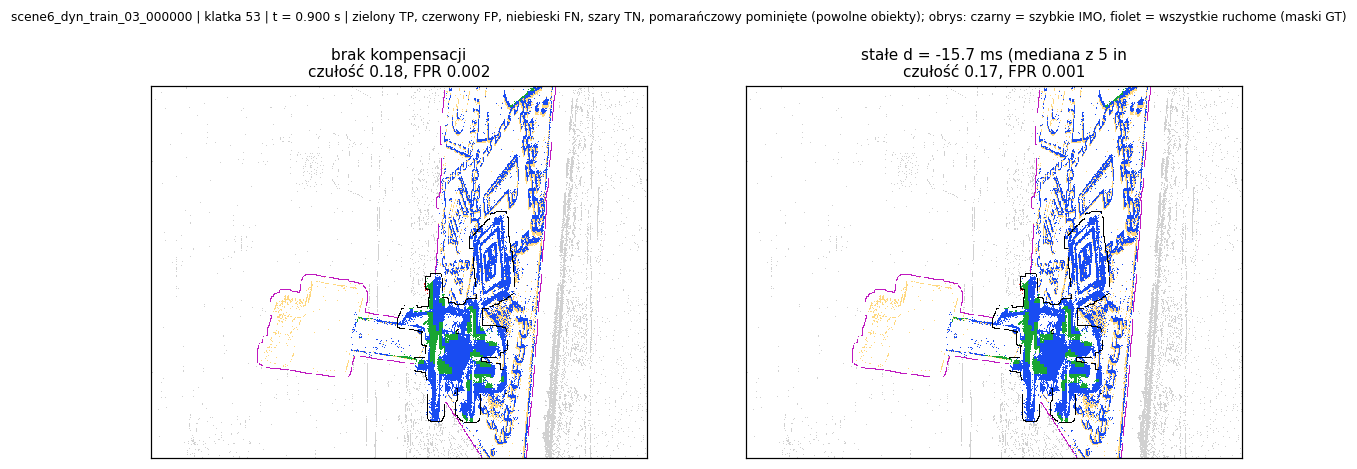 scene6_dyn_train_03_000000 | klatka 53 | t = 0.900 s | zielony TP, czerwony FP, niebieski FN, szary TN, pomarańczowy pominięte (powolne obiekty); obrys: czarny = szybkie IMO, fiolet = wszystkie ruchome (maski GT)
brak kompensacji
czułość 0.18, FPR 0.002
stałe d = -15.7 ms (mediana z 5 in
czułość 0.17, FPR 0.001